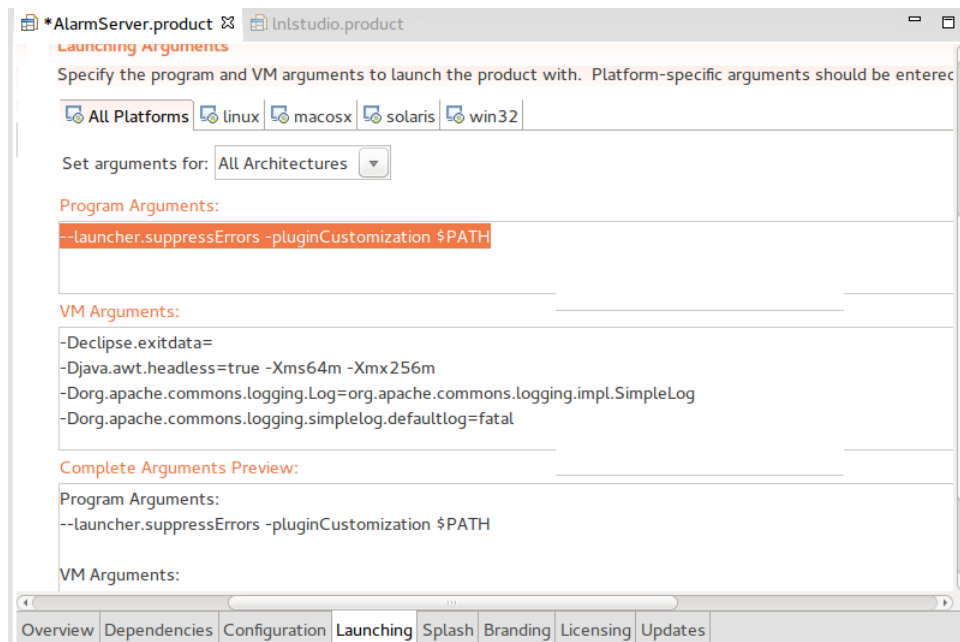 *AlarmServer.product lnlstudio.product
Launching Arguments
Specify the program and VM arguments to launch the product with. Platform-specific arguments should be entered
All Platforms linux macosx solaris win32
Set arguments for: All Architectures
Program Arguments:
--launcher.suppressErrors -pluginCustomization $PATH
VM Arguments:
-Declipse.exitdata=
-Djava.awt.headless=true -Xms64m -Xmx256m
-Dorg.apache.commons.logging.Log=org.apache.commons.logging.impl.SimpleLog
-Dorg.apache.commons.logging.simplelog.defaultlog=fatal
Complete Arguments Preview:
Program Arguments:
--launcher.suppressErrors -pluginCustomization $PATH
VM Arguments:
Overview Dependencies Configuration Launching Splash Branding Licensing Updates